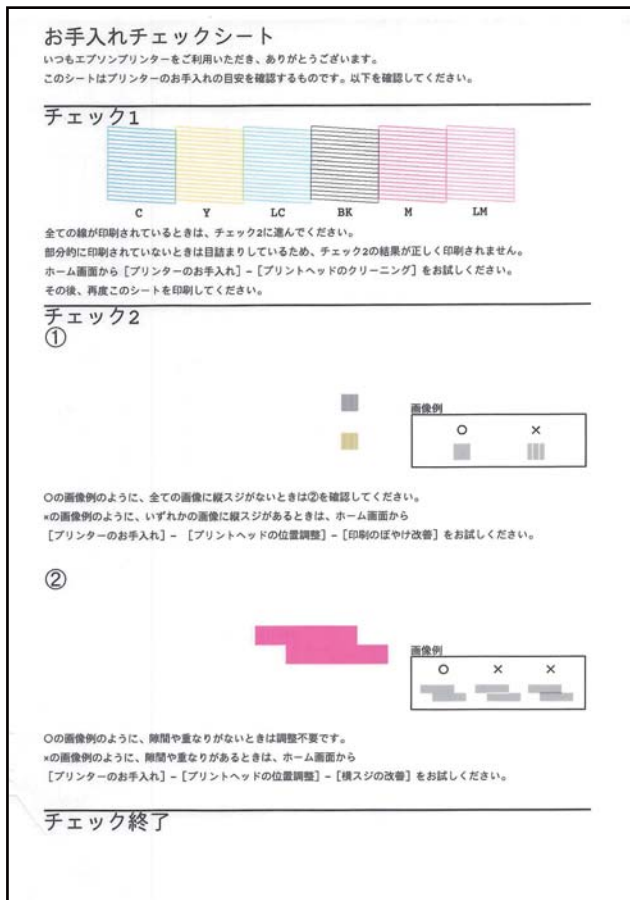 お手入れチェックシート
いつもエプソンプリンターをご利用いただき、ありがとうございます。
このシートはプリンターのお手入れの目安を確認するものです。以下を確認してください。
チェック1
C Y LC BK M LM
全ての線が印刷されているときは、チェック2に進んでください。
部分的に印刷されていないときは目詰まりしているため、チェック2の結果が正しく印刷されません。
ホーム画面から［プリンターのお手入れ］－［プリントヘッドのクリーニング］をお試しください。
その後、再度このシートを印刷してください。
チェック2
①
画像例
○ ×
○の画像例のように、全ての画像に縦スジがないときは②を確認してください。
×の画像例のように、いずれかの画像に縦スジがあるときは、ホーム画面から
［プリンターのお手入れ］－ ［プリントヘッドの位置調整］－［印刷のぼやけ改善］をお試しください。
②
画像例
○ × ×
○の画像例のように、隙間や重なりがないときは調整不要です。
×の画像例のように、隙間や重なりがあるときは、ホーム画面から
［プリンターのお手入れ］－［プリントヘッドの位置調整］－［横スジの改善］をお試しください。
チェック終了